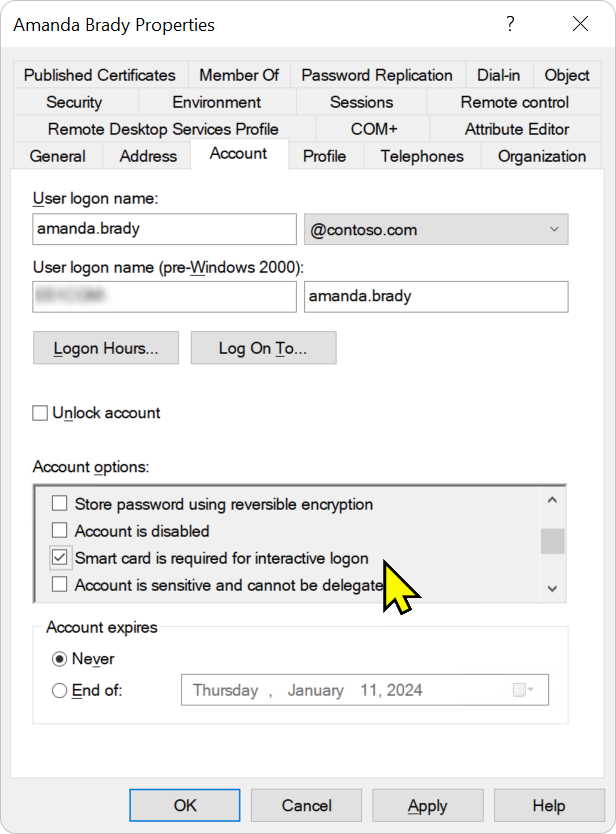 Amanda Brady Properties ?
Published Certificates Member Of Password Replication Dial-in Object
Security Environment Sessions Remote control
Remote Desktop Services Profile COM+ Attribute Editor
General Address Account Profile Telephones Organization
User logon name:
amanda.brady @contoso.com
User logon name (pre-Windows 2000):
amanda.brady
Logon Hours... Log On To...
Unlock account
Account options:
Store password using reversible encryption
Account is disabled
Smart card is required for interactive logon
Account is sensitive and cannot be delegate
Account expires
Never
End of: Thursday , January 11, 2024
OK Cancel Apply Help